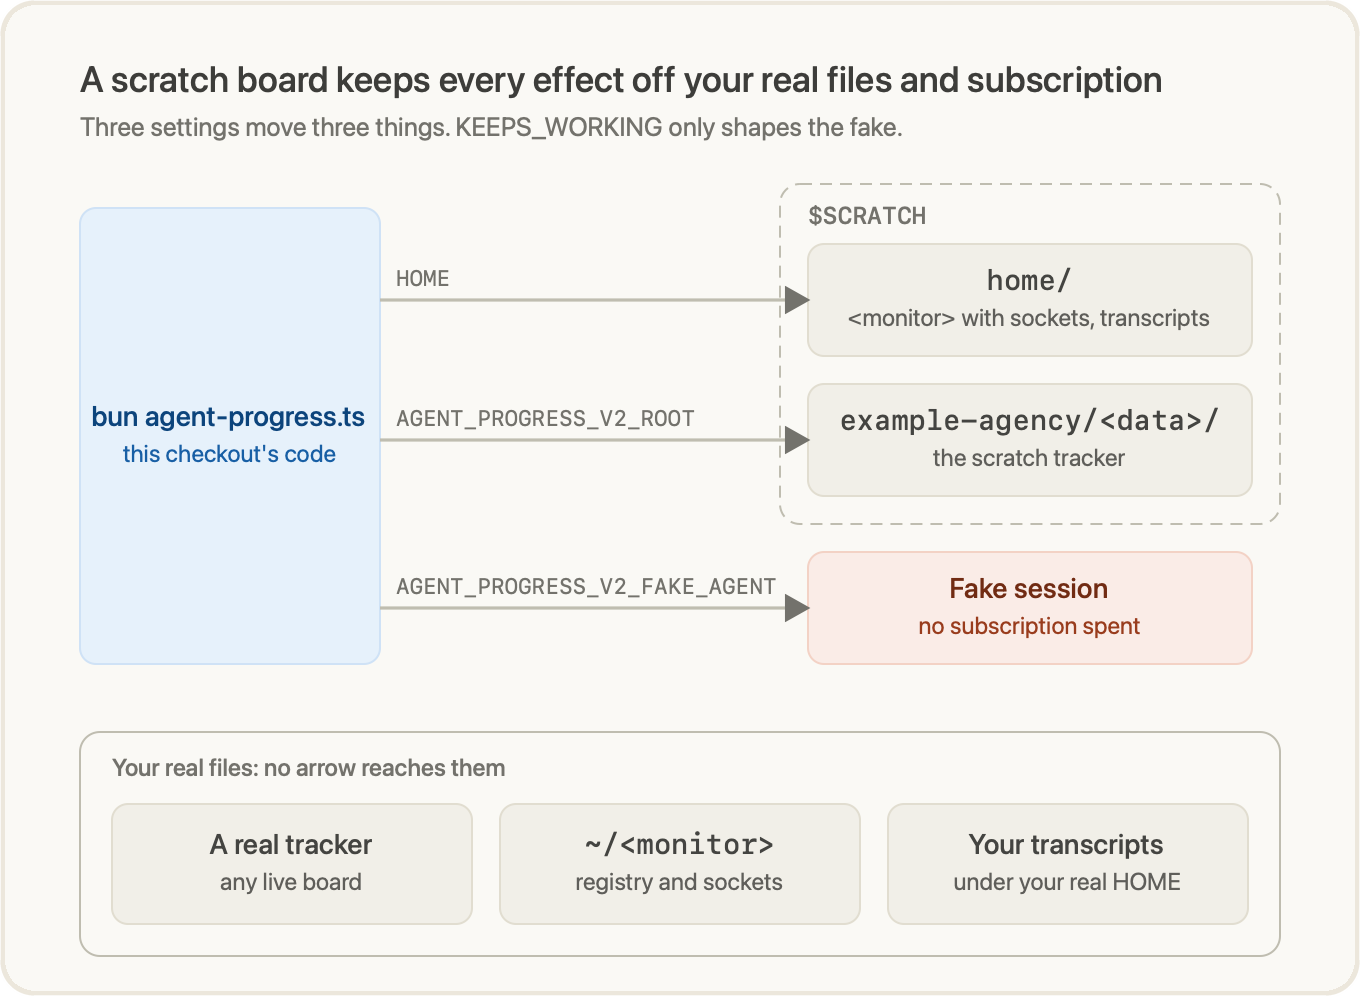 A scratch board keeps every effect off your real files and subscription
Three settings move three things. KEEPS_WORKING only shapes the fake.
$SCRATCH
HOME
home/
<monitor> with sockets, transcripts
bun agent-progress.ts
this checkout's code
AGENT_PROGRESS_V2_ROOT
example-agency/<data>/
the scratch tracker
AGENT_PROGRESS_V2_FAKE_AGENT
Fake session
no subscription spent
Your real files: no arrow reaches them
A real tracker
any live board
~/<monitor>
registry and sockets
Your transcripts
under your real HOME